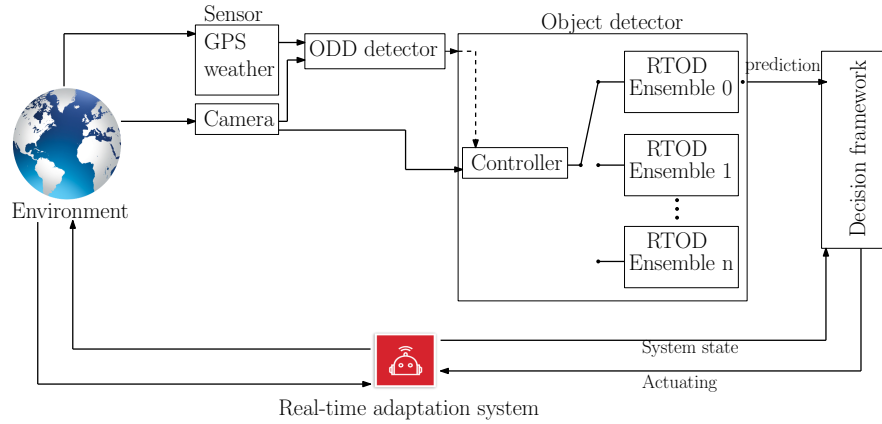 Sensor
GPS
weather
Camera
ODD detector
Object detector
Controller
RTOD
Ensemble 0
RTOD
Ensemble 1
RTOD
Ensemble n
prediction
Decision framework
Environment
System state
Actuating
Real-time adaptation system